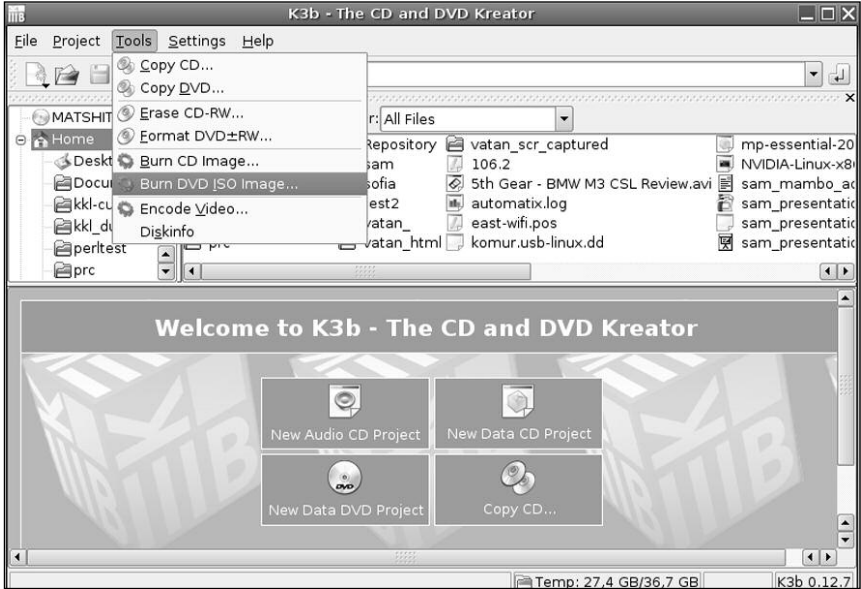 K3b - The CD and DVD Kreator
File Project Tools Settings Help
Copy CD...
Copy DVD...
Erase CD-RW...
Format DVD±RW...
Burn CD Image...
Burn DVD ISO Image...
Encode Video...
Diskinfo
MATSHIT
Home
Deskt
Docu
kkl-cu
kkl_du
perltest
prc
r: All Files
Repository
sam
sofia
est2
vatan_
vatan_html
prc
vatan_scr_captured
106.2
5th Gear - BMW M3 CSL Review.avi
automatix.log
east-wifi.pos
komur.usb-linux.dd
mp-essential-20
NVIDIA-Linux-x8
sam_mambo_ac
sam_presentatic
sam_presentatic
sam_presentatic
Welcome to K3b - The CD and DVD Kreator
New Audio CD Project
New Data CD Project
New Data DVD Project
Copy CD...
Temp: 27,4 GB/36,7 GB
K3b 0.12.7